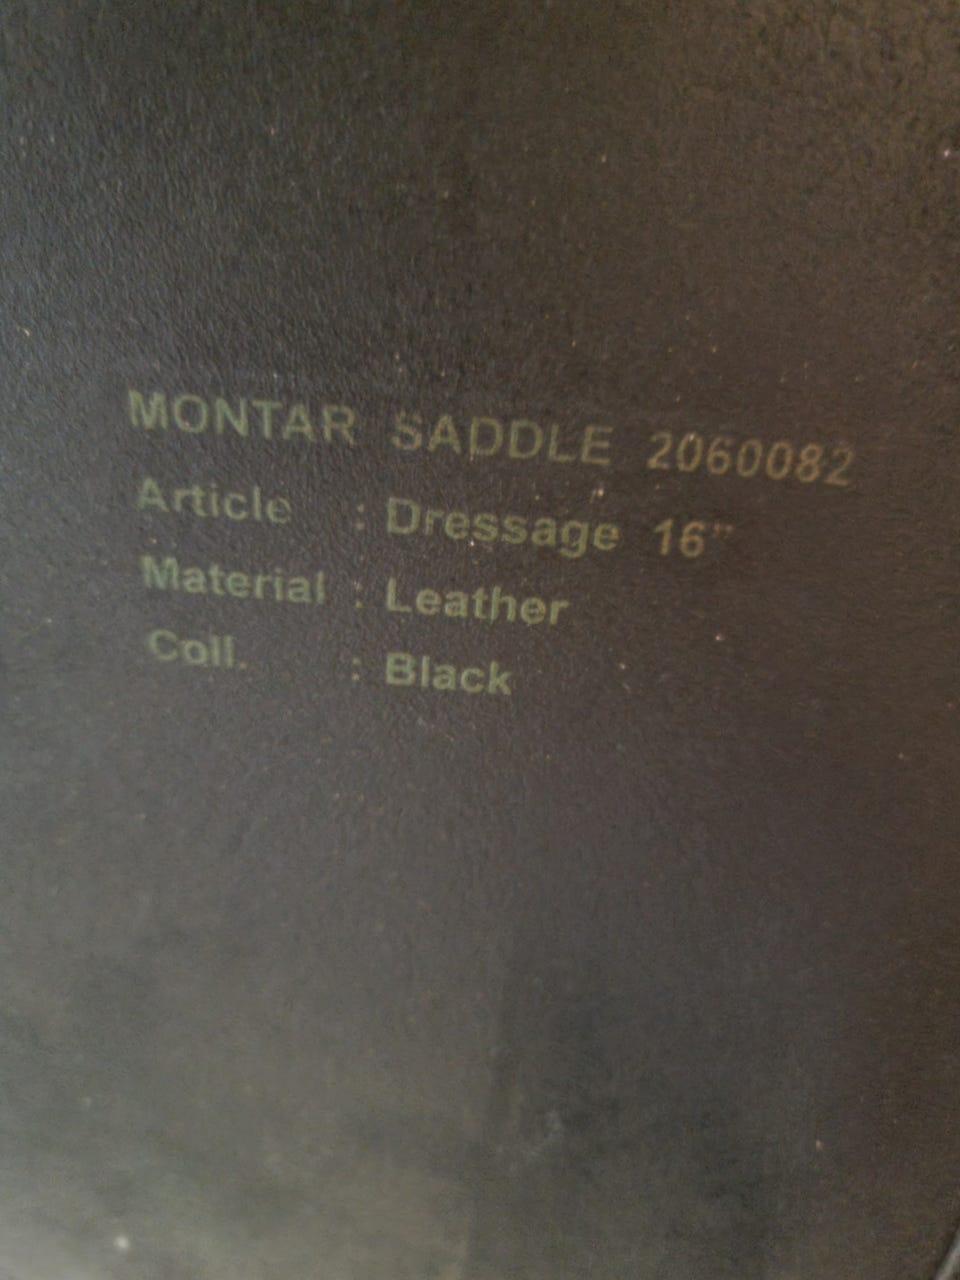 MONTAR SADDLE 2060082
Article : Dressage 16”
Material : Leather
Coll. : Black